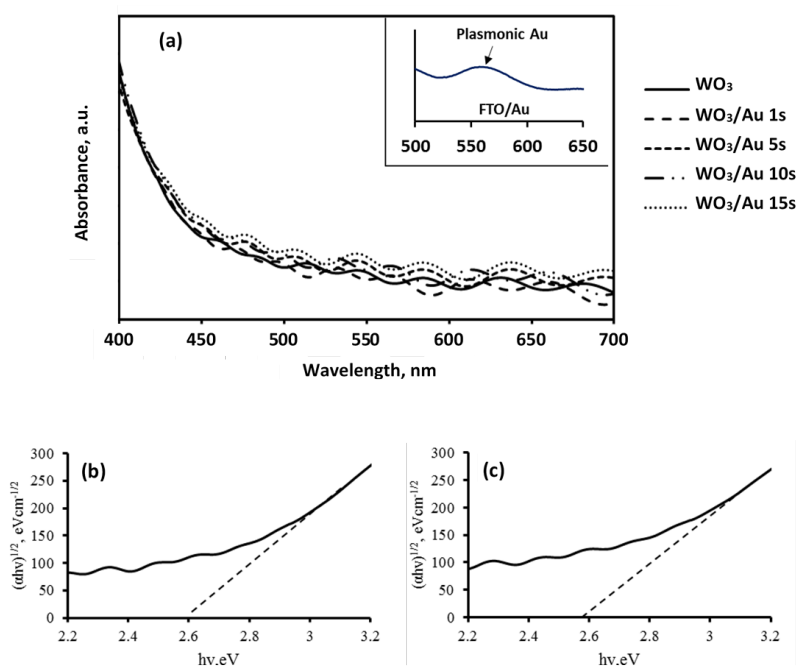 (a)
Plasmonic Au
FTO/Au
500 550 600 650
Absorbance, a.u.
400 450 500 550 600 650 700
Wavelength, nm
WO₃
WO₃/Au 1s
WO₃/Au 5s
WO₃/Au 10s
WO₃/Au 15s
(b)
(αhν)^1/2, eVcm^-1/2
300
250
200
150
100
50
0
2.2 2.4 2.6 2.8 3 3.2
hν,eV
(c)
(αhν)^1/2, eVcm^-1/2
300
250
200
150
100
50
0
2.2 2.4 2.6 2.8 3 3.2
hν,eV